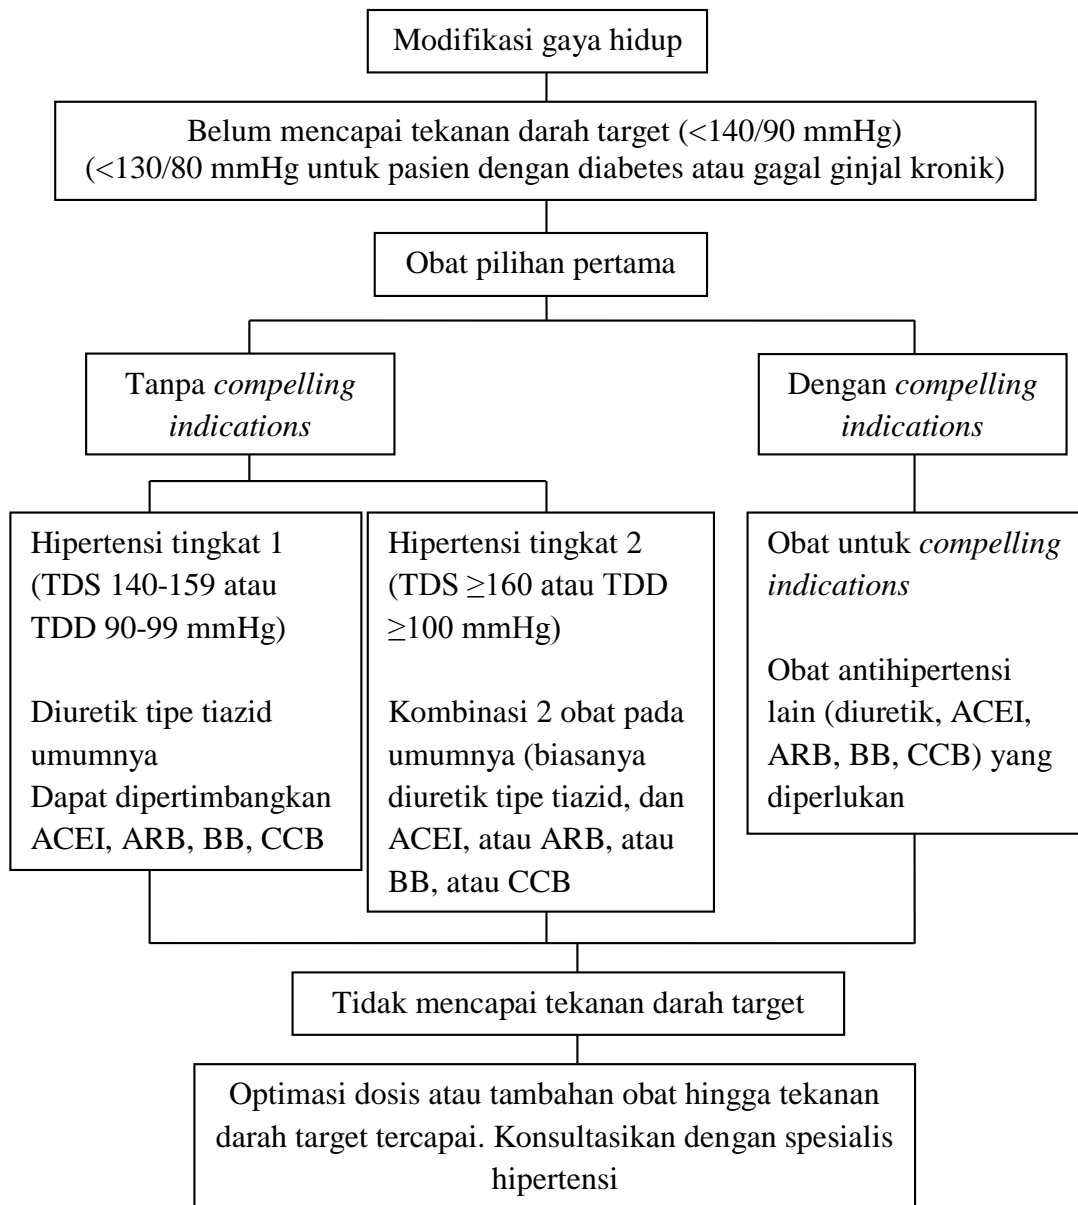 Modifikasi gaya hidup
Belum mencapai tekanan darah target (<140/90 mmHg)
(<130/80 mmHg untuk pasien dengan diabetes atau gagal ginjal kronik)
Obat pilihan pertama
Tanpa compelling
indications
Dengan compelling
indications
Hipertensi tingkat 1
(TDS 140-159 atau
TDD 90-99 mmHg)
Diuretik tipe tiazid
umumnya
Dapat dipertimbangkan
ACEI, ARB, BB, CCB
Hipertensi tingkat 2
(TDS ≥160 atau TDD
≥100 mmHg)
Kombinasi 2 obat pada
umumnya (biasanya
diuretik tipe tiazid, dan
ACEI, atau ARB, atau
BB, atau CCB
Obat untuk compelling
indications
Obat antihipertensi
lain (diuretik, ACEI,
ARB, BB, CCB) yang
diperlukan
Tidak mencapai tekanan darah target
Optimasi dosis atau tambahan obat hingga tekanan
darah target tercapai. Konsultasikan dengan spesialis
hipertensi